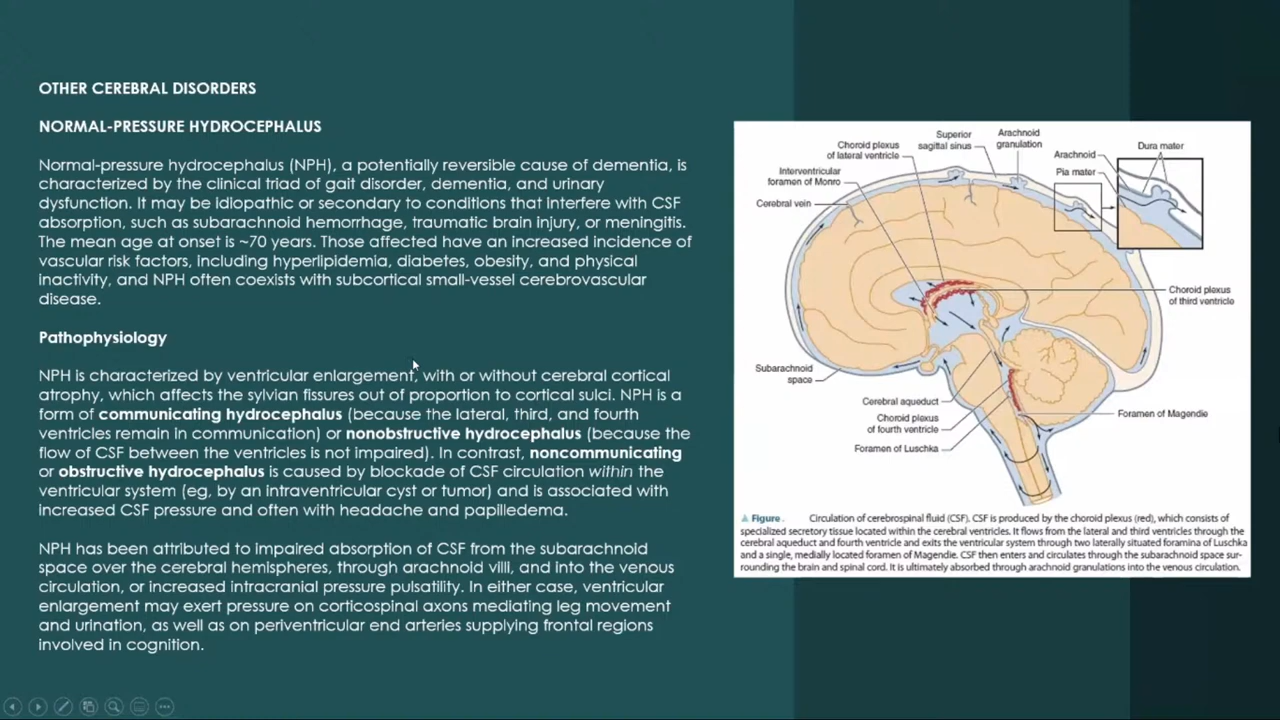 OTHER CEREBRAL DISORDERS
NORMAL-PRESSURE HYDROCEPHALUS
Normal-pressure hydrocephalus (NPH), a potentially reversible cause of dementia, is
characterized by the clinical triad of gait disorder, dementia, and urinary
dysfunction. It may be idiopathic or secondary to conditions that interfere with CSF
absorption, such as subarachnoid hemorrhage, traumatic brain injury, or meningitis.
The mean age at onset is ~70 years. Those affected have an increased incidence of
vascular risk factors, including hyperlipidemia, diabetes, obesity, and physical
inactivity, and NPH often coexists with subcortical small-vessel cerebrovascular
disease.
Pathophysiology
NPH is characterized by ventricular enlargement, with or without cerebral cortical
atrophy, which affects the sylvian fissures out of proportion to cortical sulci. NPH is a
form of communicating hydrocephalus (because the lateral, third, and fourth
ventricles remain in communication) or nonobstructive hydrocephalus (because the
flow of CSF between the ventricles is not impaired). In contrast, noncommunicating
or obstructive hydrocephalus is caused by blockade of CSF circulation within the
ventricular system (eg, by an intraventricular cyst or tumor) and is associated with
increased CSF pressure and often with headache and papilledema.
NPH has been attributed to impaired absorption of CSF from the subarachnoid
space over the cerebral hemispheres, through arachnoid villi, and into the venous
circulation, or increased intracranial pressure pulsatility. In either case, ventricular
enlargement may exert pressure on corticospinal axons mediating leg movement
and urination, as well as on periventricular end arteries supplying frontal regions
involved in cognition.
Superior
sagittal sinus
Arachnoid
granulation
Dura mater
Choroid plexus
of lateral ventricle
Arachnoid
Pia mater
Interventricular
foramen of Monro
Cerebral vein
Choroid plexus
of third ventricle
Subarachnoid
space
Cerebral aqueduct
Choroid plexus
of fourth ventricle
Foramen of Magendie
Foramen of Luschka
▲ Figure . Circulation of cerebrospinal fluid (CSF). CSF is produced by the choroid plexus (red), which consists of
specialized secretory tissue located within the cerebral ventricles. It flows from the lateral and third ventricles through the
cerebral aqueduct and fourth ventricle and exits the ventricular system through two laterally situated foramina of Luschka
and a single, medially located foramen of Magendie. CSF then enters and circulates through the subarachnoid space sur-
rounding the brain and spinal cord. It is ultimately absorbed through arachnoid granulations into the venous circulation.